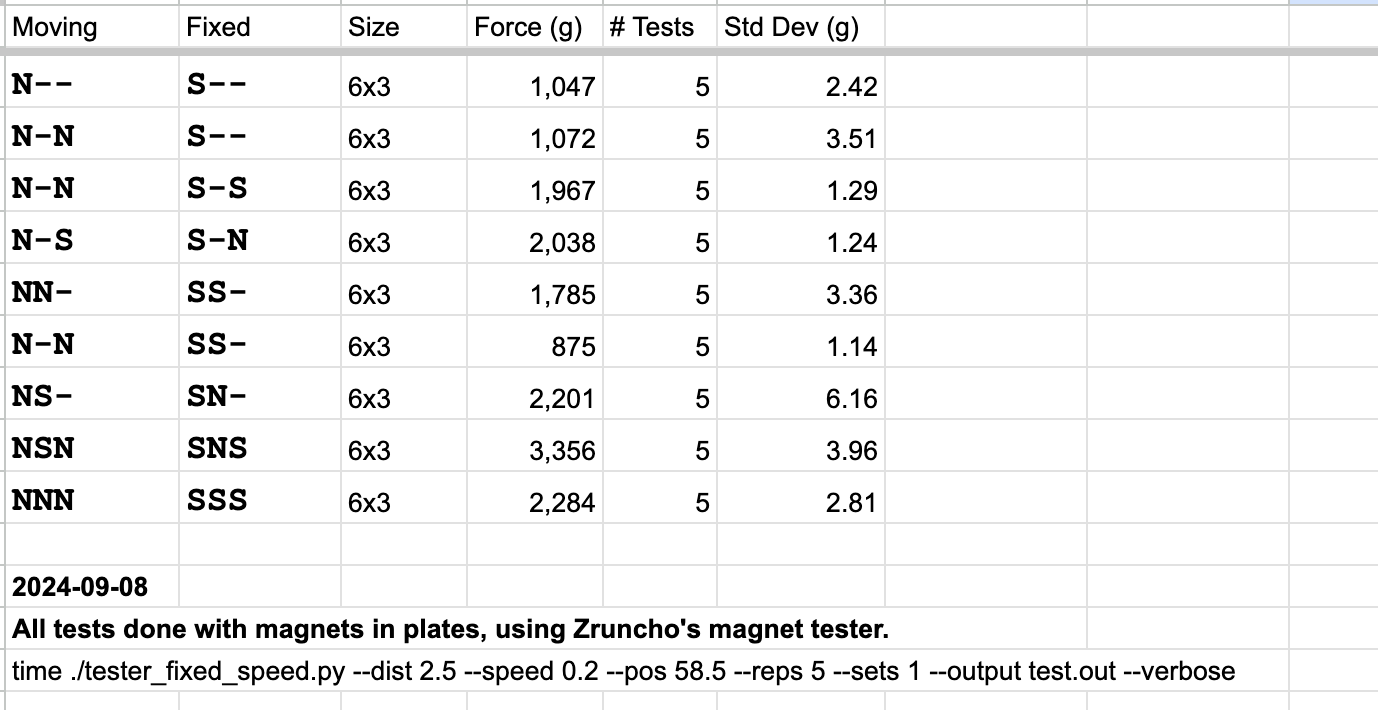 Moving Fixed Size Force (g) # Tests Std Dev (g)
N-- S-- 6x3 1,047 5 2.42
N-N S-- 6x3 1,072 5 3.51
N-N S-S 6x3 1,967 5 1.29
N-S S-N 6x3 2,038 5 1.24
NN- SS- 6x3 1,785 5 3.36
N-N SS- 6x3 875 5 1.14
NS- SN- 6x3 2,201 5 6.16
NSN SNS 6x3 3,356 5 3.96
NNN SSS 6x3 2,284 5 2.81
2024-09-08
All tests done with magnets in plates, using Zruncho's magnet tester.
time ./tester_fixed_speed.py --dist 2.5 --speed 0.2 --pos 58.5 --reps 5 --sets 1 --output test.out --verbose